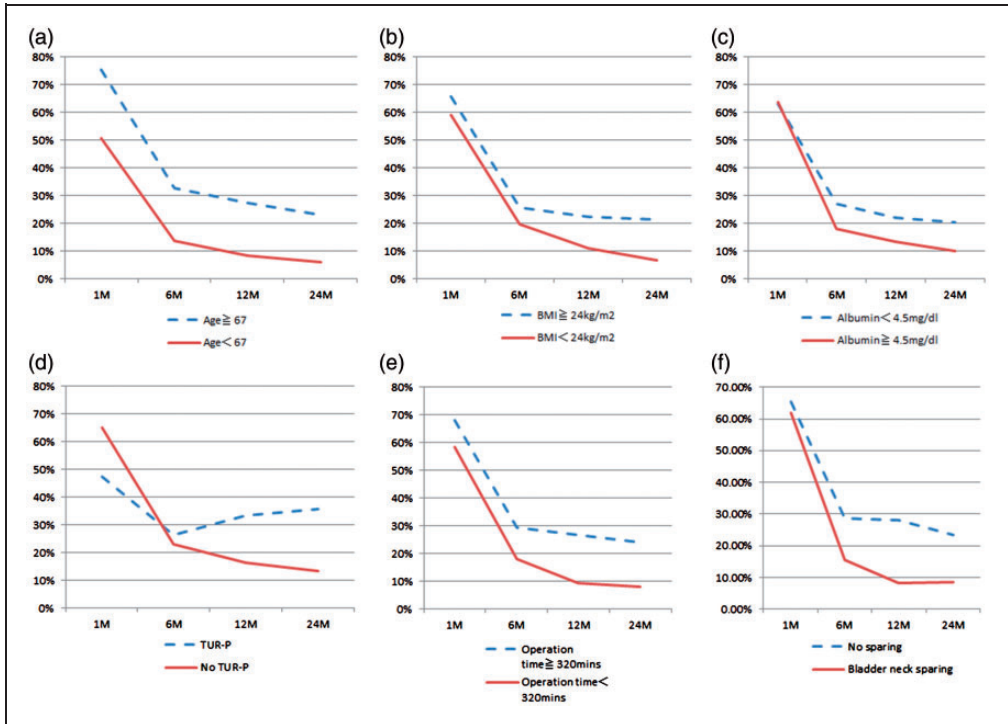 (a)
80%
70%
60%
50%
40%
30%
20%
10%
0%
1M 6M 12M 24M
Age≧ 67
Age< 67
(b)
80%
70%
60%
50%
40%
30%
20%
10%
0%
1M 6M 12M 24M
BMI≧ 24kg/m2
BMI< 24kg/m2
(c)
80%
70%
60%
50%
40%
30%
20%
10%
0%
1M 6M 12M 24M
Albumin< 4.5mg/dl
Albumin≧ 4.5mg/dl
(d)
80%
70%
60%
50%
40%
30%
20%
10%
0%
1M 6M 12M 24M
TUR-P
No TUR-P
(e)
80%
70%
60%
50%
40%
30%
20%
10%
0%
1M 6M 12M 24M
Operation
time≧ 320mins
Operation time<
320mins
(f)
70.00%
60.00%
50.00%
40.00%
30.00%
20.00%
10.00%
0.00%
1M 6M 12M 24M
No sparing
Bladder neck sparing